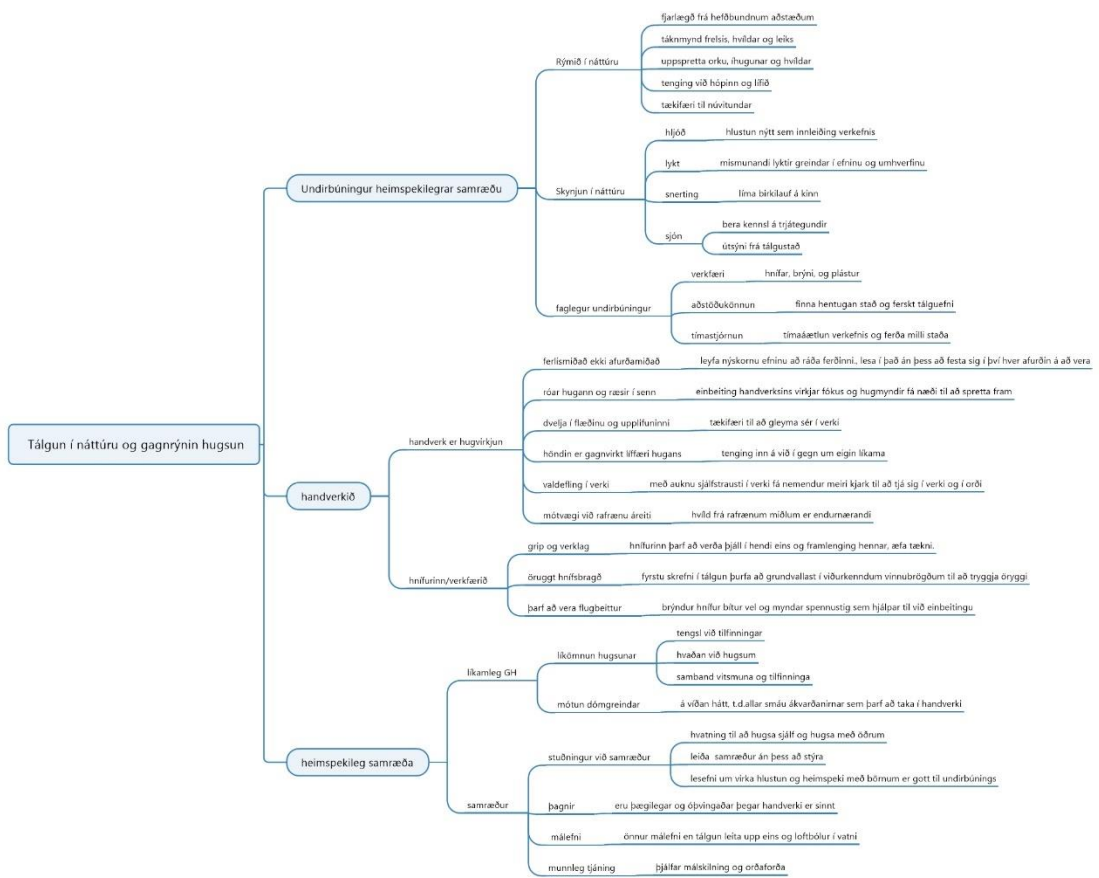 Tálgun í náttúru og gagnrýnin hugsun
Undirbúningur heimspekilegrar samræðu
Rýmið í náttúru
fjarlægð frá hefðbundnum aðstæðum
táknmynd frelsis, hvíldar og leiks
uppspretta orku, íhugunar og hvíldar
tenging við hópinn og lífið
tækifæri til núvitundar
Skynjun í náttúru
hljóð
hlustun nýtt sem innleiðing verkefnis
lykt
mismunandi lyktir greindar í efninu og umhverfinu
snerting
líma birkilauf á kinn
sjón
bera kennsl á trjátegundir
útsýni frá tálgustað
faglegur undirbúningur
verkfæri
hnífar, brýni, og plástur
aðstöðukönnun
finna hentugan stað og ferskt tálguefni
tímastjórnun
tímaáætlun verkefnis og ferða milli staða
handverkið
handverk er hugvirkjun
ferlismiðað ekki afurðamiðað
leyfa nýskornu efninu að ráða ferðinni., lesa í það án þess að festa sig í því hver afurðin á að vera
róar hugann og ræsir í senn
einbeiting handverksins virkjar fókus og hugmyndir fá næði til að spretta fram
dvelja í flæðinu og upplifuninni
tækifæri til að gleyma sér í verki
höndin er gagnvirkt líffæri hugans
tenging inn á við í gegn um eigin líkama
valdefling í verki
með auknu sjálfstrausti í verki fá nemendur meiri kjark til að tjá sig í verki og í orði
mótvægi við rafrænu áreiti
hvíld frá rafrænum miðlum er endurnærandi
hnífurinn/verkfærið
grip og verklag
hnífurinn þarf að verða þjáll í hendi eins og framlenging hennar, æfa tækni.
öruggt hnífsbragð
fyrstu skrefni í tálgun þurfa að grundvallast í viðurkenndum vinnubrögðum til að tryggja öryggi
þarf að vera flugbeittur
brýndur hnífur bítur vel og myndar spennustig sem hjálpar til við einbeitingu
heimspekileg samræða
líkamleg GH
líkömnun hugsunar
tengsl við tilfinningar
hvaðan við hugsum
samband vitsmuna og tilfinninga
mótun dómgreindar
á víðan hátt, t.d.allar smáu ákvarðanirnar sem þarf að taka í handverki
samræður
stuðningur við samræður
hvatning til að hugsa sjálf og hugsa með öðrum
leiða samræður án þess að stýra
lesefni um virka hlustun og heimspeki með börnum er gott til undirbúnings
þagnir
eru þægilegar og óþvingaðar þegar handverki er sinnt
málefni
önnur málefni en tálgun leita upp eins og loftbólur í vatni
munnleg tjáning
þjálfar málskilning og orðaforða